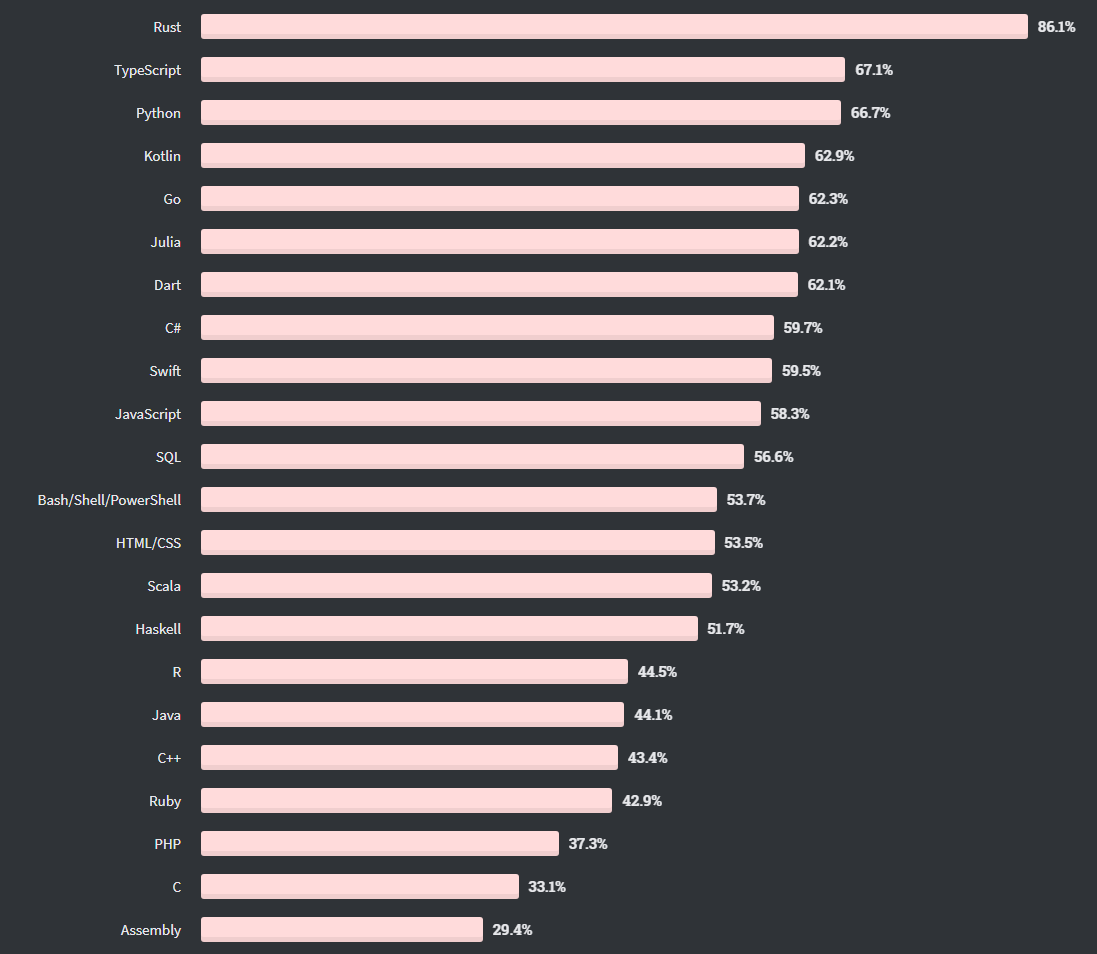 Rust 86.1%
TypeScript 67.1%
Python 66.7%
Kotlin 62.9%
Go 62.3%
Julia 62.2%
Dart 62.1%
C# 59.7%
Swift 59.5%
JavaScript 58.3%
SQL 56.6%
Bash/Shell/PowerShell 53.7%
HTML/CSS 53.5%
Scala 53.2%
Haskell 51.7%
R 44.5%
Java 44.1%
C++ 43.4%
Ruby 42.9%
PHP 37.3%
C 33.1%
Assembly 29.4%